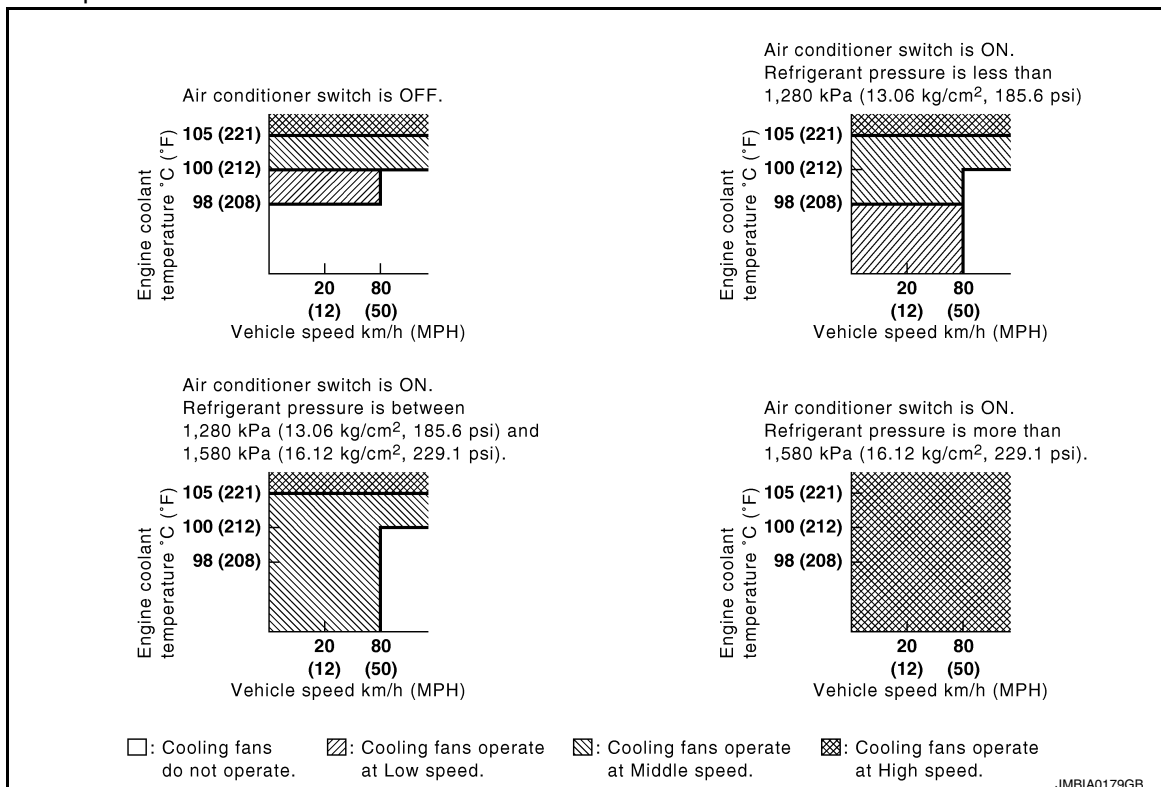 Air conditioner switch is OFF.
Engine coolant
temperature ˚C (˚F)
105 (221)
100 (212)
98 (208)
20
(12)
80
(50)
Vehicle speed km/h (MPH)
Air conditioner switch is ON.
Refrigerant pressure is less than
1,280 kPa (13.06 kg/cm², 185.6 psi)
Engine coolant
temperature ˚C (˚F)
105 (221)
100 (212)
98 (208)
20
(12)
80
(50)
Vehicle speed km/h (MPH)
Air conditioner switch is ON.
Refrigerant pressure is between
1,280 kPa (13.06 kg/cm², 185.6 psi) and
1,580 kPa (16.12 kg/cm², 229.1 psi).
Engine coolant
temperature ˚C (˚F)
105 (221)
100 (212)
98 (208)
20
(12)
80
(50)
Vehicle speed km/h (MPH)
Air conditioner switch is ON.
Refrigerant pressure is more than
1,580 kPa (16.12 kg/cm², 229.1 psi).
Engine coolant
temperature ˚C (˚F)
105 (221)
100 (212)
98 (208)
20
(12)
80
(50)
Vehicle speed km/h (MPH)
: Cooling fans
do not operate.
: Cooling fans operate
at Low speed.
: Cooling fans operate
at Middle speed.
: Cooling fans operate
at High speed.
JMBIA0179GB